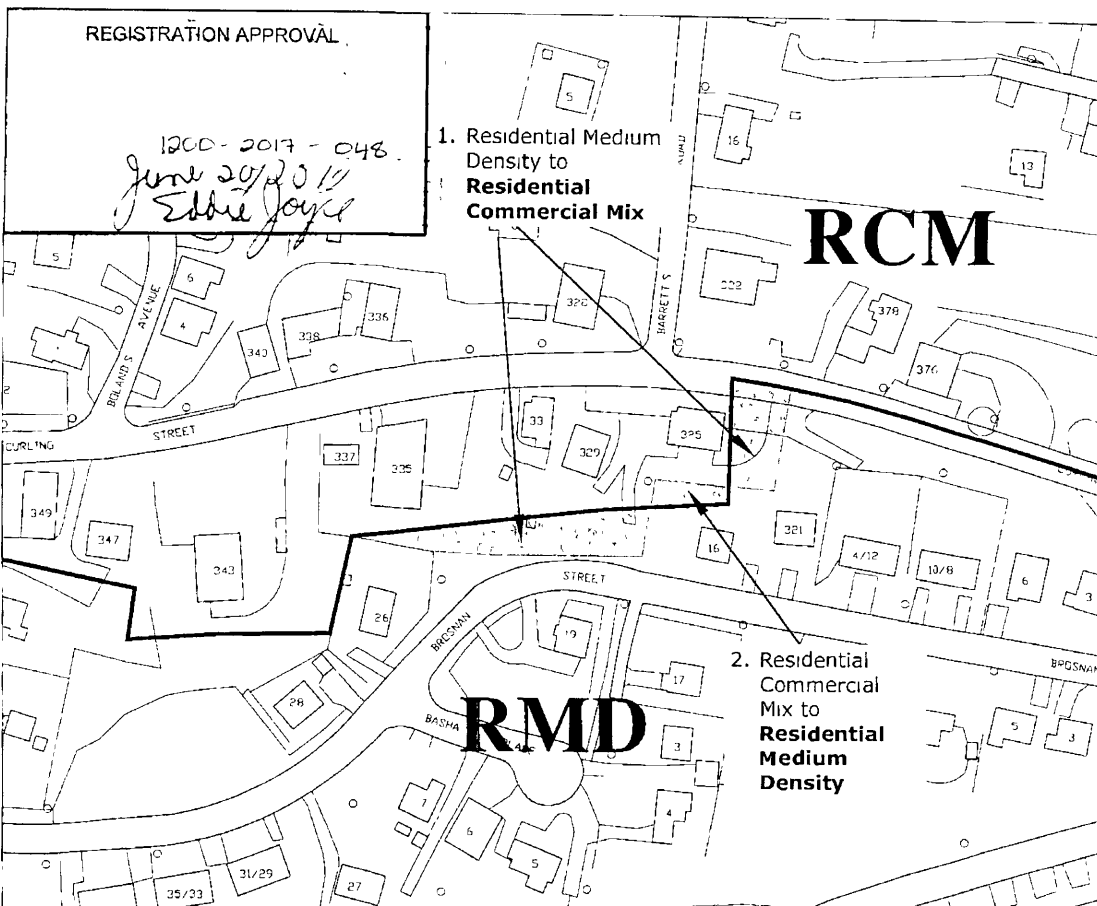 REGISTRATION APPROVAL
1200-2017-048
June 20/2017
Eddie Joyce
1. Residential Medium
Density to
Residential
Commercial Mix
RCM
5
16
13
ROAD
BARRETT S
5
6
4
BOLAND S
AVENUE
340
338
336
328
378
376
2
CURLING
STREET
337
335
33
329
325
349
347
343
321
16
4/12
10/8
6
3
STREET
BROSNAN
BROSNAN
26
28
19
17
3
2. Residential
Commercial
Mix to
Residential
Medium
Density
RMD
BASHA
5
3
7
6
5
4
35/33
31/29
27